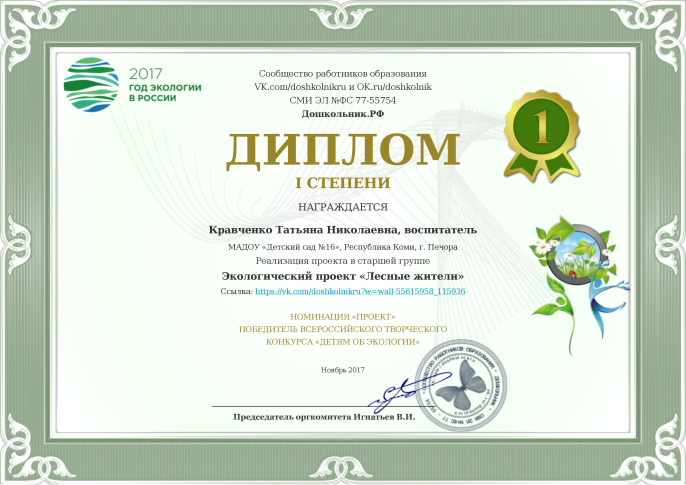 2017
ГОД ЭКОЛОГИИ
В РОССИИ
Сообщество работников образования
VK.com/doshkolnikru и OK.ru/doshkolnik
СМИ ЭЛ №ФС 77-55754
Дошкольник.РФ
ДИПЛОМ
I СТЕПЕНИ
1
НАГРАЖДАЕТСЯ
Кравченко Татьяна Николаевна, воспитатель
МАДОУ «Детский сад №16», Республика Коми, г. Печора
Реализация проекта в старшей группе
Экологический проект «Лесные жители»
Ссылка: https://vk.com/doshkolnikru?w=wall-55615958_115936
НОМИНАЦИЯ «ПРОЕКТ»
ПОБЕДИТЕЛЬ ВСЕРОССИЙСКОГО ТВОРЧЕСКОГО
КОНКУРСА «ДЕТЯМ ОБ ЭКОЛОГИИ»
Ноябрь 2017
СООБЩЕСТВО РАБОТНИКОВ ОБРАЗОВАНИЯ
Председатель оргкомитета Игнатьев В.И.